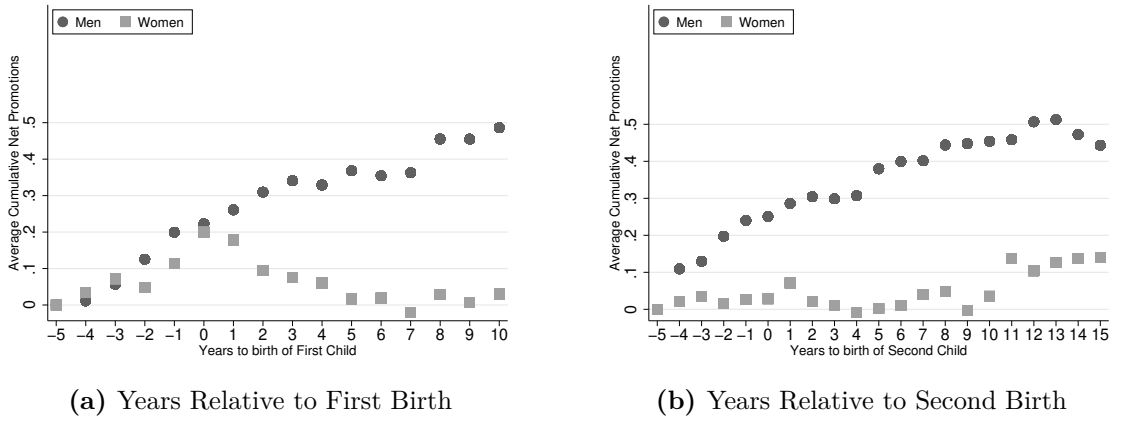 Men Women
Average Cumulative Net Promotions
.5
.4
.3
.2
.1
0
−5 −4 −3 −2 −1 0 1 2 3 4 5 6 7 8 9 10
Years to birth of First Child
(a) Years Relative to First Birth
Men Women
Average Cumulative Net Promotions
.5
.4
.3
.2
.1
0
−5 −4 −3 −2 −1 0 1 2 3 4 5 6 7 8 9 10 11 12 13 14 15
Years to birth of Second Child
(b) Years Relative to Second Birth